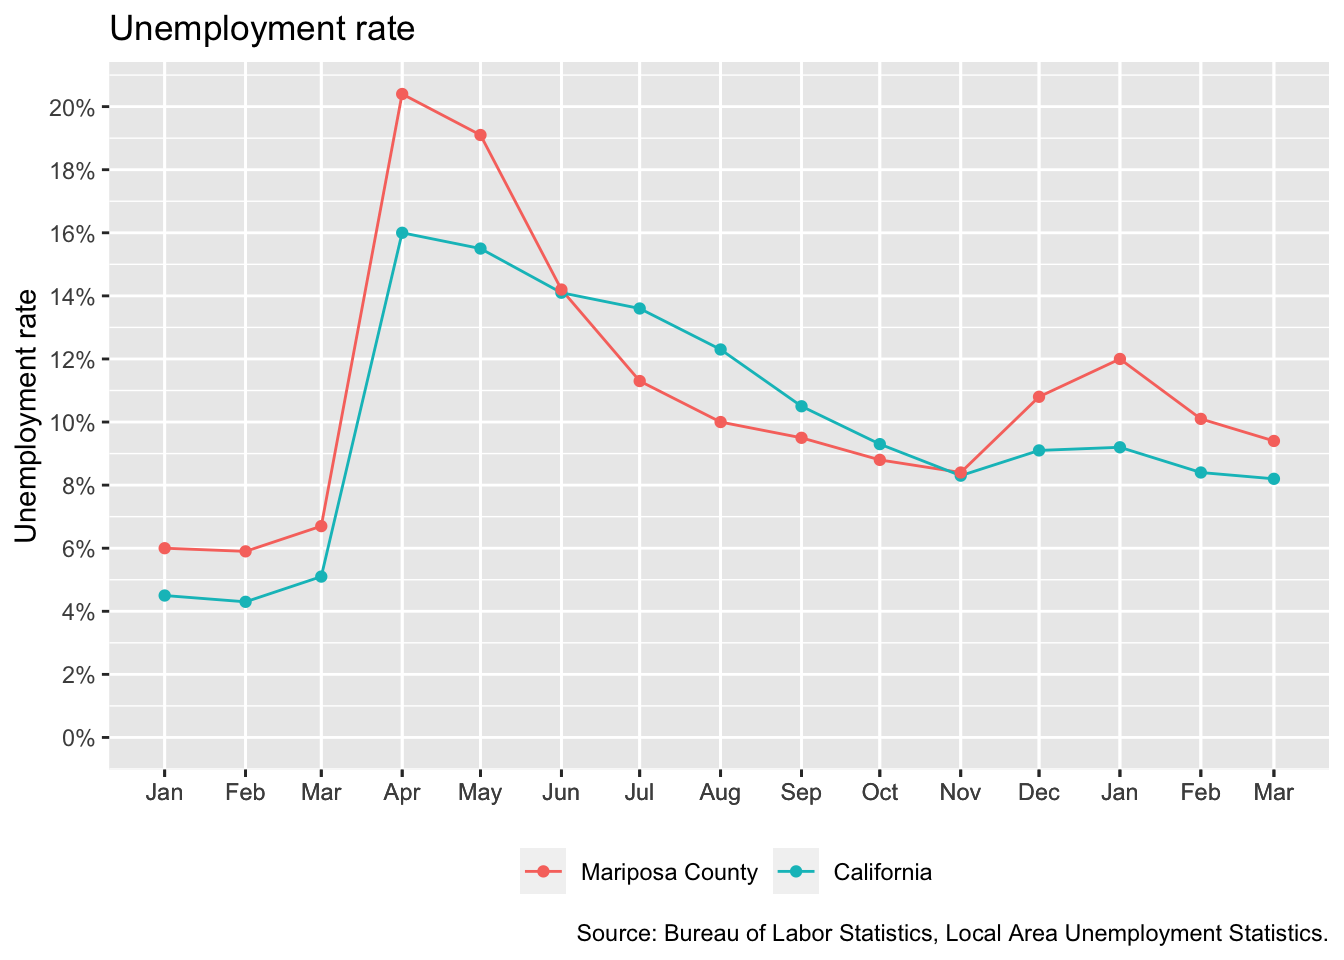 Unemployment rate
Unemployment rate
20%
18%
16%
14%
12%
10%
8%
6%
4%
2%
0%
Jan Feb Mar Apr May Jun Jul Aug Sep Oct Nov Dec Jan Feb Mar
Mariposa County California
Source: Bureau of Labor Statistics, Local Area Unemployment Statistics.